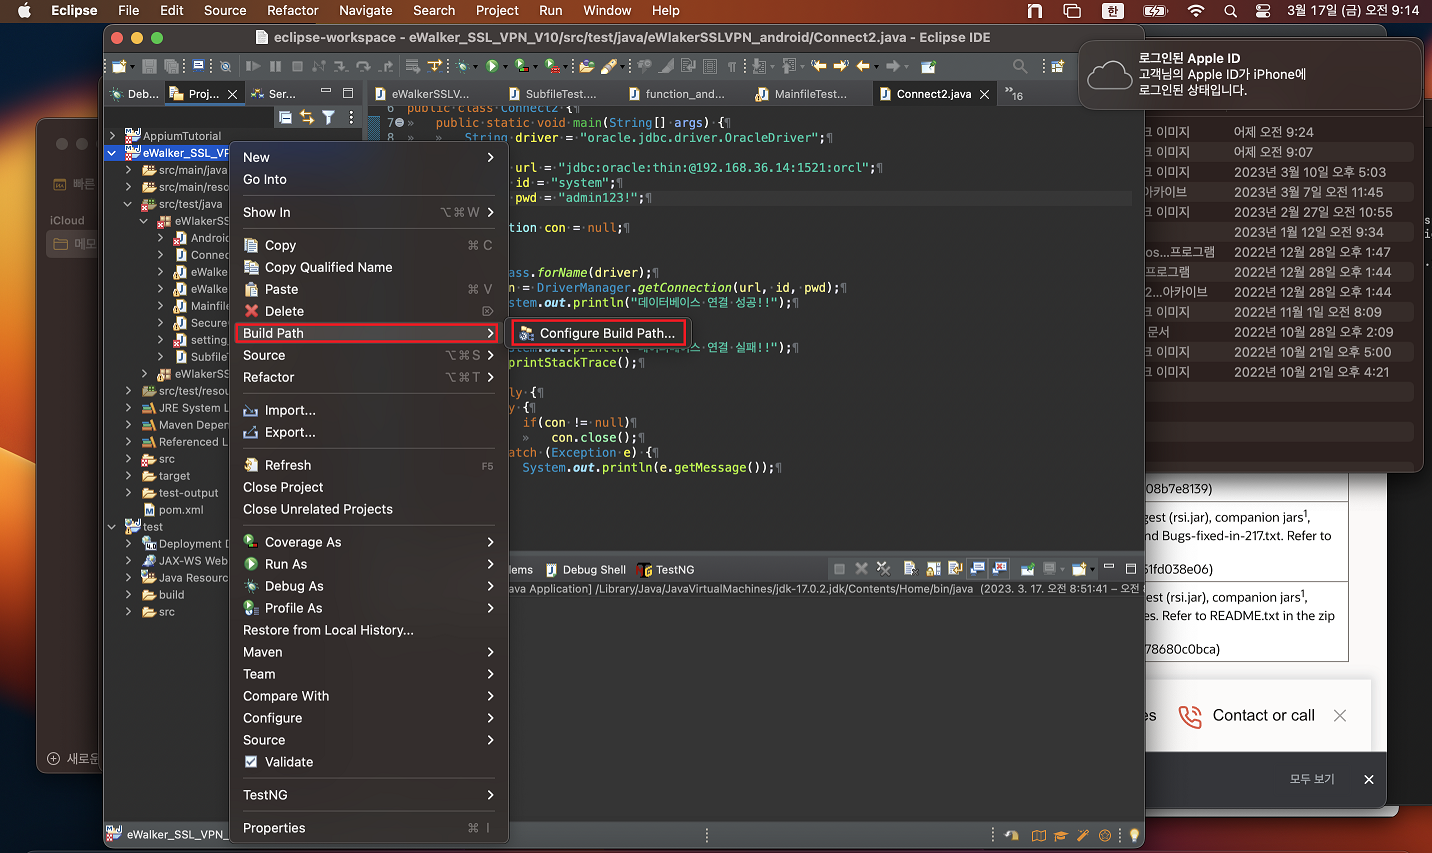 Eclipse File Edit Source Refactor Navigate Search Project Run Window Help
한 3월 17일 (금) 오전 9:14
eclipse-workspace - eWalker_SSL_VPN_V10/src/test/java/eWlakerSSLVPN_android/Connect2.java - Eclipse IDE
로그인된 Apple ID
고객님의 Apple ID가 iPhone에
로그인된 상태입니다.
Deb... Proj... Ser...
eWalkerSSLV... SubfileTest.... function_and... MainfileTest... Connect2.java »16
AppiumTutorial
eWalker_SSL_VP
src/main/java
src/main/reso
src/test/java
eWlakerSS
Android
Connec
eWalke
eWalke
Mainfile
Secure
setting_
Subfile
eWalkerSS
src/test/resou
JRE System L
Maven Depen
Referenced L
src
target
test-output
pom.xml
test
Deployment D
JAX-WS Web
Java Resourc
build
src
New
Go Into
Show In ⌥⌘W
Copy ⌘C
Copy Qualified Name
Paste ⌘V
Delete
Build Path
Configure Build Path...
Source ⌥⌘S
Refactor ⌥⌘T
Import...
Export...
Refresh F5
Close Project
Close Unrelated Projects
Coverage As
Run As
Debug As
Profile As
Restore from Local History...
Maven
Team
Compare With
Configure
Source
Validate
TestNG
Properties ⌘I
6 public class Connect2 {¶
7 » public static void main(String[] args) {¶
8 » » String driver = "oracle.jdbc.driver.OracleDriver";¶
url = "jdbc:oracle:thin:@192.168.36.14:1521:orcl";¶
id = "system";¶
pwd = "admin123!";¶
tion con = null;¶
ass.forName(driver);¶
n = DriverManager.getConnection(url, id, pwd);¶
stem.out.println("데이터베이스 연결 성공!!");¶
stem.out.println("데이터베이스 연결 실패!!");¶
printStackTrace();¶
ly {¶
y {¶
if(con != null)¶
» con.close();¶
atch (Exception e) {¶
System.out.println(e.getMessage());¶
lems Debug Shell TestNG
ava Application] /Library/Java/JavaVirtualMachines/jdk-17.0.2.jdk/Contents/Home/bin/java (2023. 3. 17. 오전 8:51:41 – 오전 8
eWalker_SSL_VPN_
빠른
iCloud
메모
새로운
크 이미지 어제 오전 9:24
크 이미지 어제 오전 9:07
크 이미지 2023년 3월 10일 오후 5:03
아카이브 2023년 3월 7일 오전 11:45
크 이미지 2023년 2월 27일 오전 10:55
2023년 1월 12일 오전 9:34
os...프로그램 2022년 12월 28일 오후 1:47
프로그램 2022년 12월 28일 오후 1:44
2...아카이브 2022년 12월 28일 오후 1:44
크 이미지 2022년 11월 1일 오전 8:09
문서 2022년 10월 28일 오후 2:09
크 이미지 2022년 10월 21일 오후 5:00
크 이미지 2022년 10월 21일 오후 4:21
08b7e8139)
gest (rsi.jar), companion jars1,
nd Bugs-fixed-in-217.txt. Refer to
51fd038e06)
gest (rsi.jar), companion jars1,
es. Refer to README.txt in the zip
78680c0bca)
es Contact or call
모두 보기